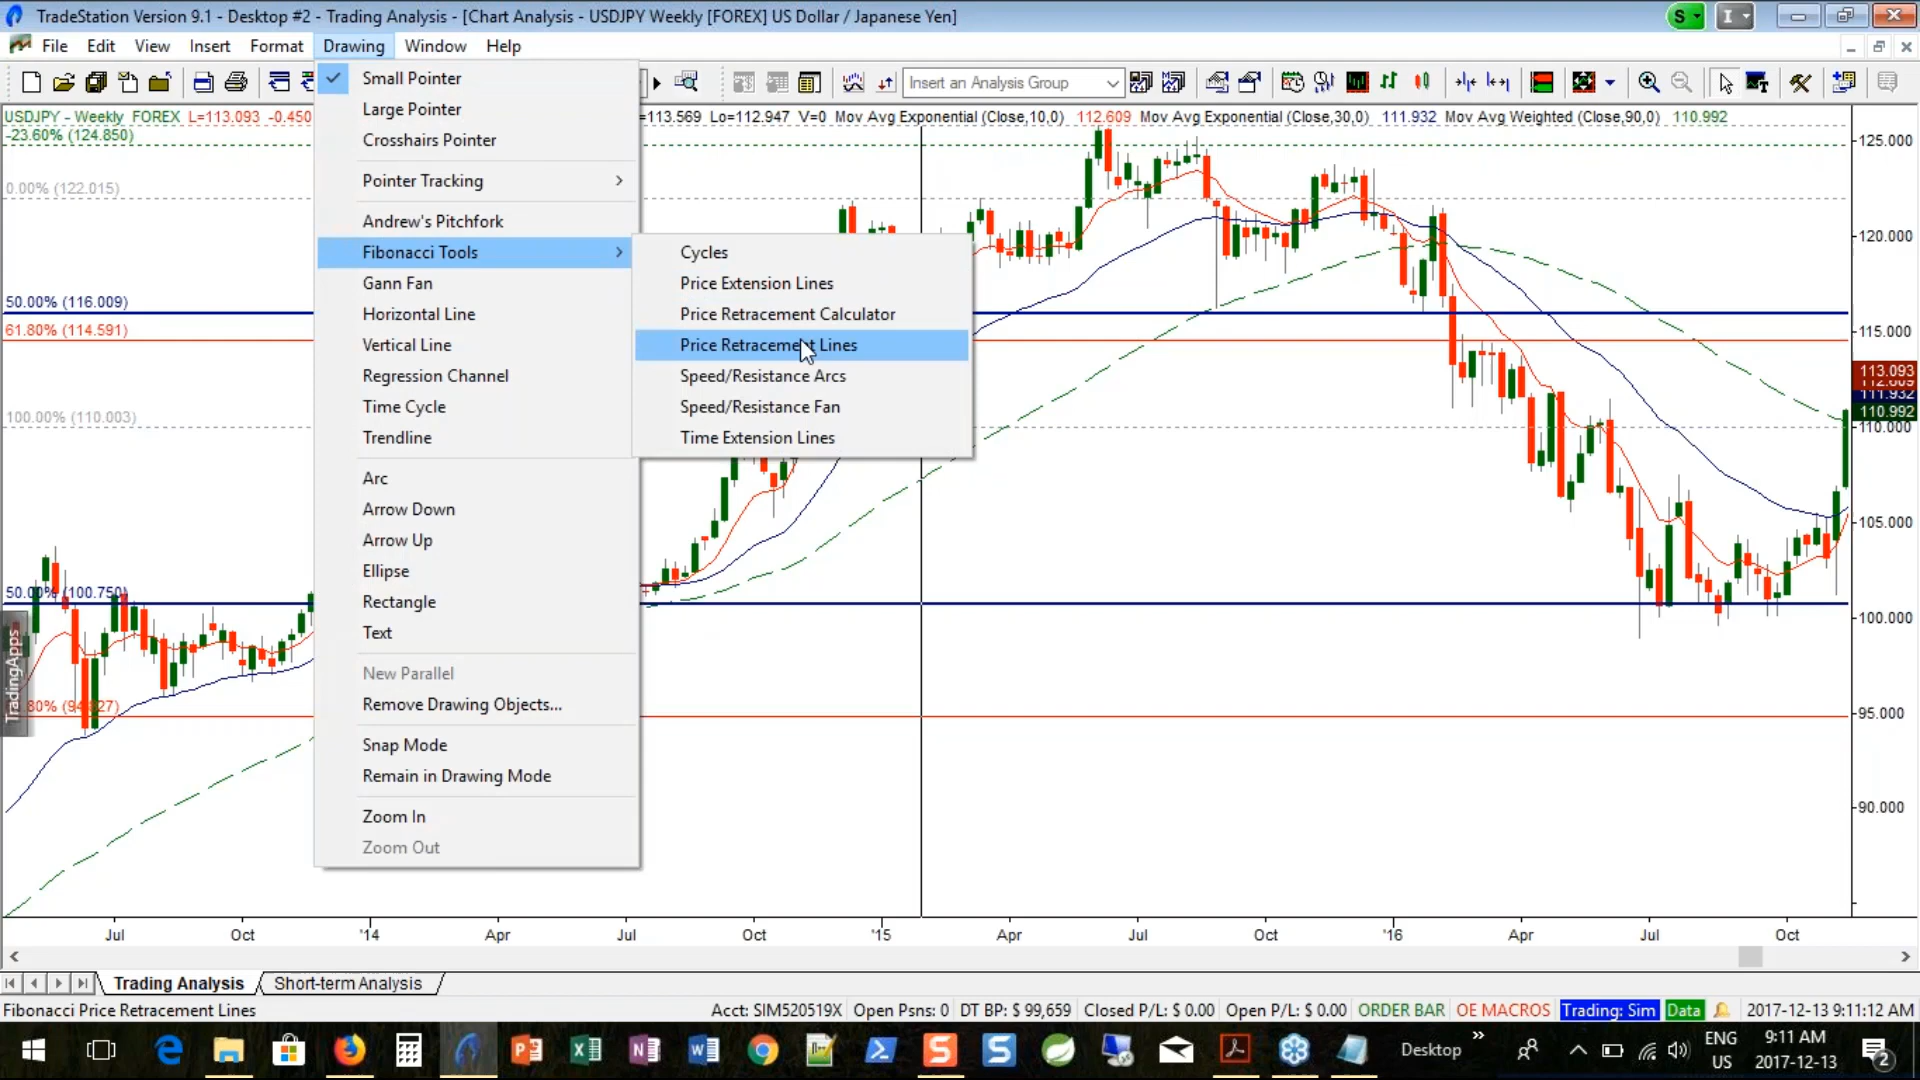 TradeStation Version 9.1 - Desktop #2 - Trading Analysis - [Chart Analysis - USDJPY Weekly [FOREX] US Dollar / Japanese Yen]
S
I
File Edit View Insert Format Drawing Window Help
Insert an Analysis Group
USDJPY - Weekly FOREX L=113.093 -0.450
=113.569 Lo=112.947 V=0 Mov Avg Exponential (Close,10,0) 112.609 Mov Avg Exponential (Close,30,0) 111.932 Mov Avg Weighted (Close,90,0) 110.992
-23.60% (124.850)
0.00% (122.015)
50.00% (116.009)
61.80% (114.591)
100.00% (110.003)
50.00% (100.750)
TradingApps
Small Pointer
Large Pointer
Crosshairs Pointer
Pointer Tracking
Andrew's Pitchfork
Fibonacci Tools
Gann Fan
Horizontal Line
Vertical Line
Regression Channel
Time Cycle
Trendline
Arc
Arrow Down
Arrow Up
Ellipse
Rectangle
Text
New Parallel
Remove Drawing Objects...
Snap Mode
Remain in Drawing Mode
Zoom In
Zoom Out
Cycles
Price Extension Lines
Price Retracement Calculator
Price Retracement Lines
Speed/Resistance Arcs
Speed/Resistance Fan
Time Extension Lines
125.000
120.000
115.000
113.093
112.609
111.932
110.992
110.000
105.000
100.000
95.000
90.000
Jul Oct '14 Apr Jul Oct '15 Apr Jul Oct '16 Apr Jul Oct
Trading Analysis Short-term Analysis
Fibonacci Price Retracement Lines Acct: SIM520519X Open Psns: 0 DT BP: $ 99,659 Closed P/L: $ 0.00 Open P/L: $ 0.00 ORDER BAR OE MACROS Trading: Sim Data 2017-12-13 9:11:12 AM
Desktop
ENG
US
9:11 AM
2017-12-13
2